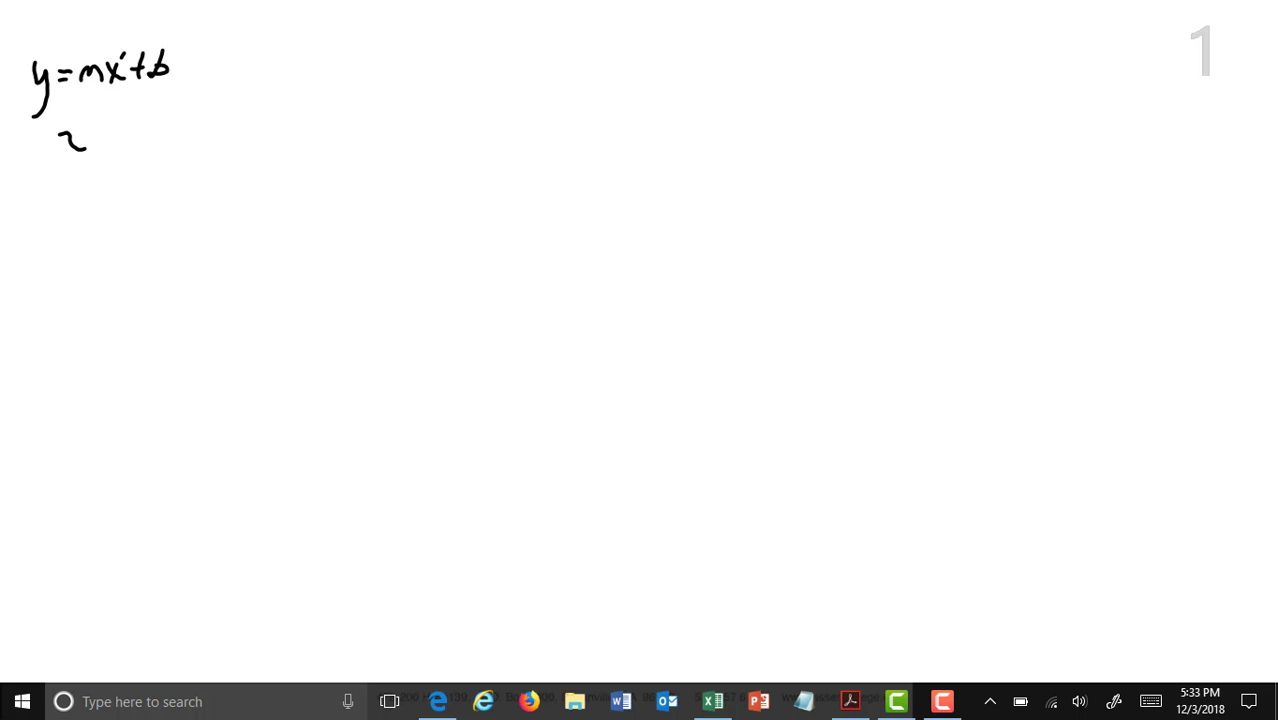 1
y=mx'+b
Type here to search
5:33 PM
12/3/2018